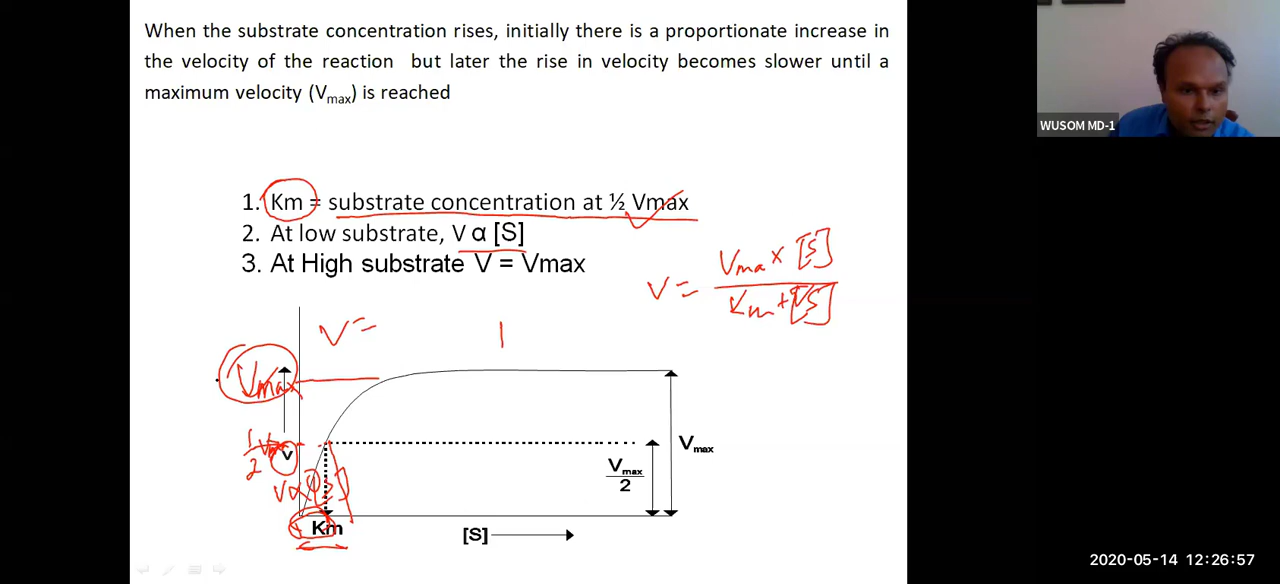 When the substrate concentration rises, initially there is a proportionate increase in
the velocity of the reaction but later the rise in velocity becomes slower until a
maximum velocity (Vmax) is reached
WUSOM MD-1
1. Km = substrate concentration at ½ Vmax
2. At low substrate, V α [S]
3. At High substrate V = Vmax
V = Vmax × [S]
Km + [S]
V =
Vmax
Vmax
1/2 Vm
V
Vmax
2
V ∝ [S]
Km
[S]
2020-05-14 12:26:57